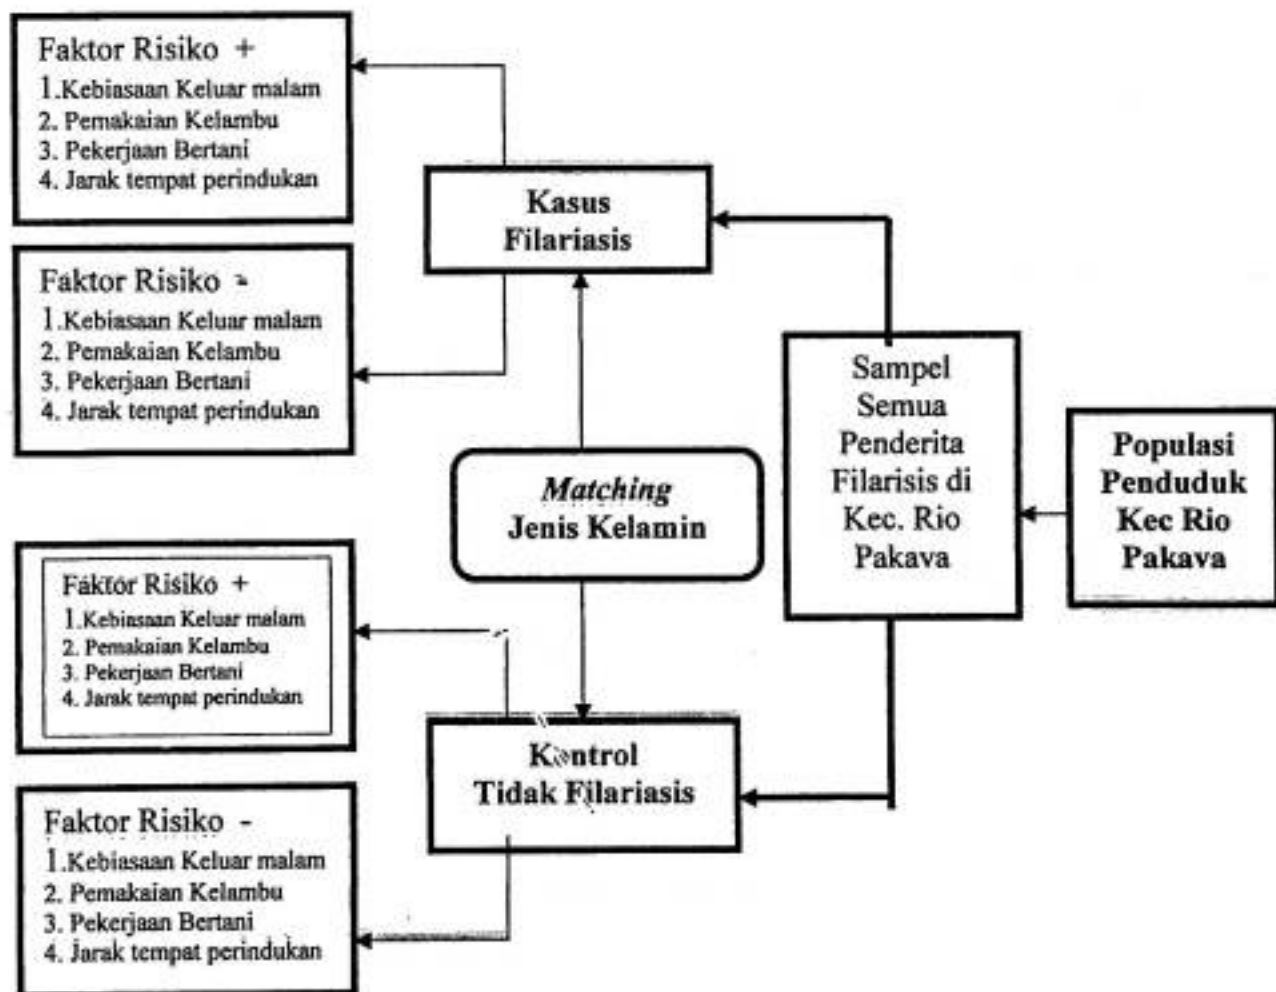 Faktor Risiko +
1.Kebiasaan Keluar malam
2. Pemakaian Kelambu
3. Pekerjaan Bertani
4. Jarak tempat perindukan
Faktor Risiko -
1.Kebiasaan Keluar malam
2. Pemakaian Kelambu
3. Pekerjaan Bertani
4. Jarak tempat perindukan
Kasus
Filariasis
Matching
Jenis Kelamin
Sampel
Semua
Penderita
Filarisis di
Kec. Rio
Pakava
Populasi
Penduduk
Kec Rio
Pakava
Faktor Risiko +
1.Kebiasaan Keluar malam
2. Pemakaian Kelambu
3. Pekerjaan Bertani
4. Jarak tempat perindukan
Kontrol
Tidak Filariasis
Faktor Risiko -
1.Kebiasaan Keluar malam
2. Pemakaian Kelambu
3. Pekerjaan Bertani
4. Jarak tempat perindukan